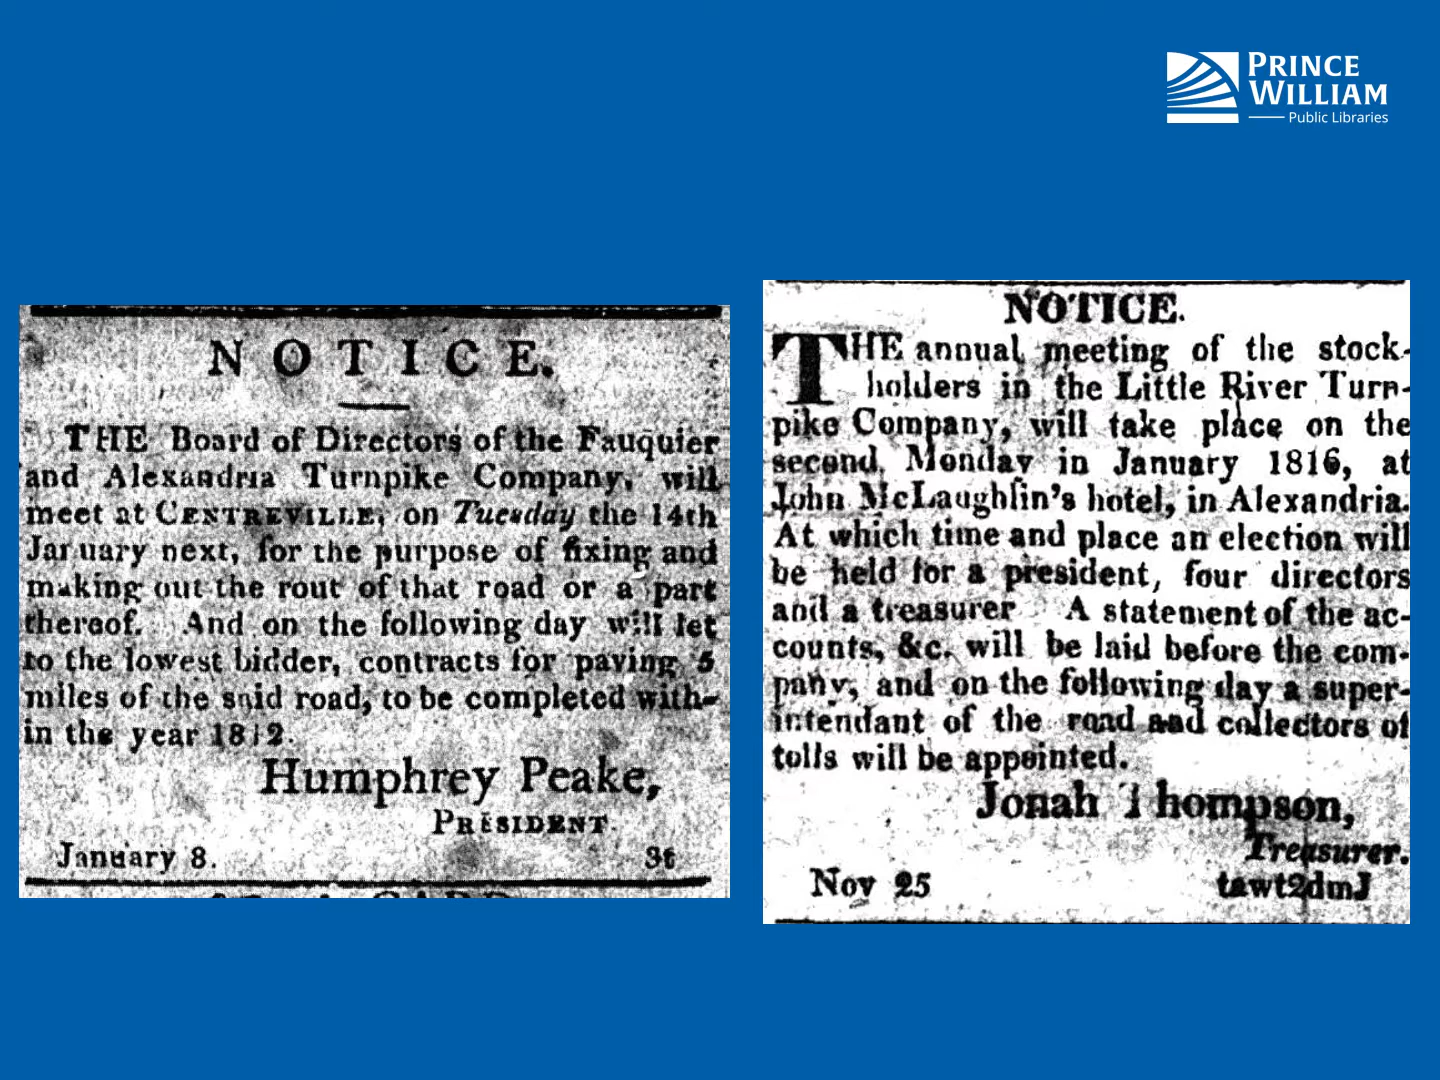 PRINCE
WILLIAM
Public Libraries
NOTICE.
THE Board of Directors of the Fauquier
and Alexandria Turnpike Company, will
meet at CENTREVILLE, on Tuesday the 14th
January next, for the purpose of fixing and
making out the rout of that road or a part
thereof. And on the following day will let
to the lowest bidder, contracts for paving 5
miles of the said road, to be completed with-
in the year 1812.
Humphrey Peake,
PRESIDENT.
January 8. 3t
NOTICE.
THE annual meeting of the stock-
holders in the Little River Turn-
pike Company, will take place on the
second Monday in January 1816, at
John McLaughlin's hotel, in Alexandria.
At which time and place an election will
be held for a president, four directors
and a treasurer A statement of the ac-
counts, &c. will be laid before the com-
pany, and on the following day a super-
intendant of the road and collectors of
tolls will be appointed.
Jonah Thompson,
Treasurer.
Nov 25 tawt2dmJ